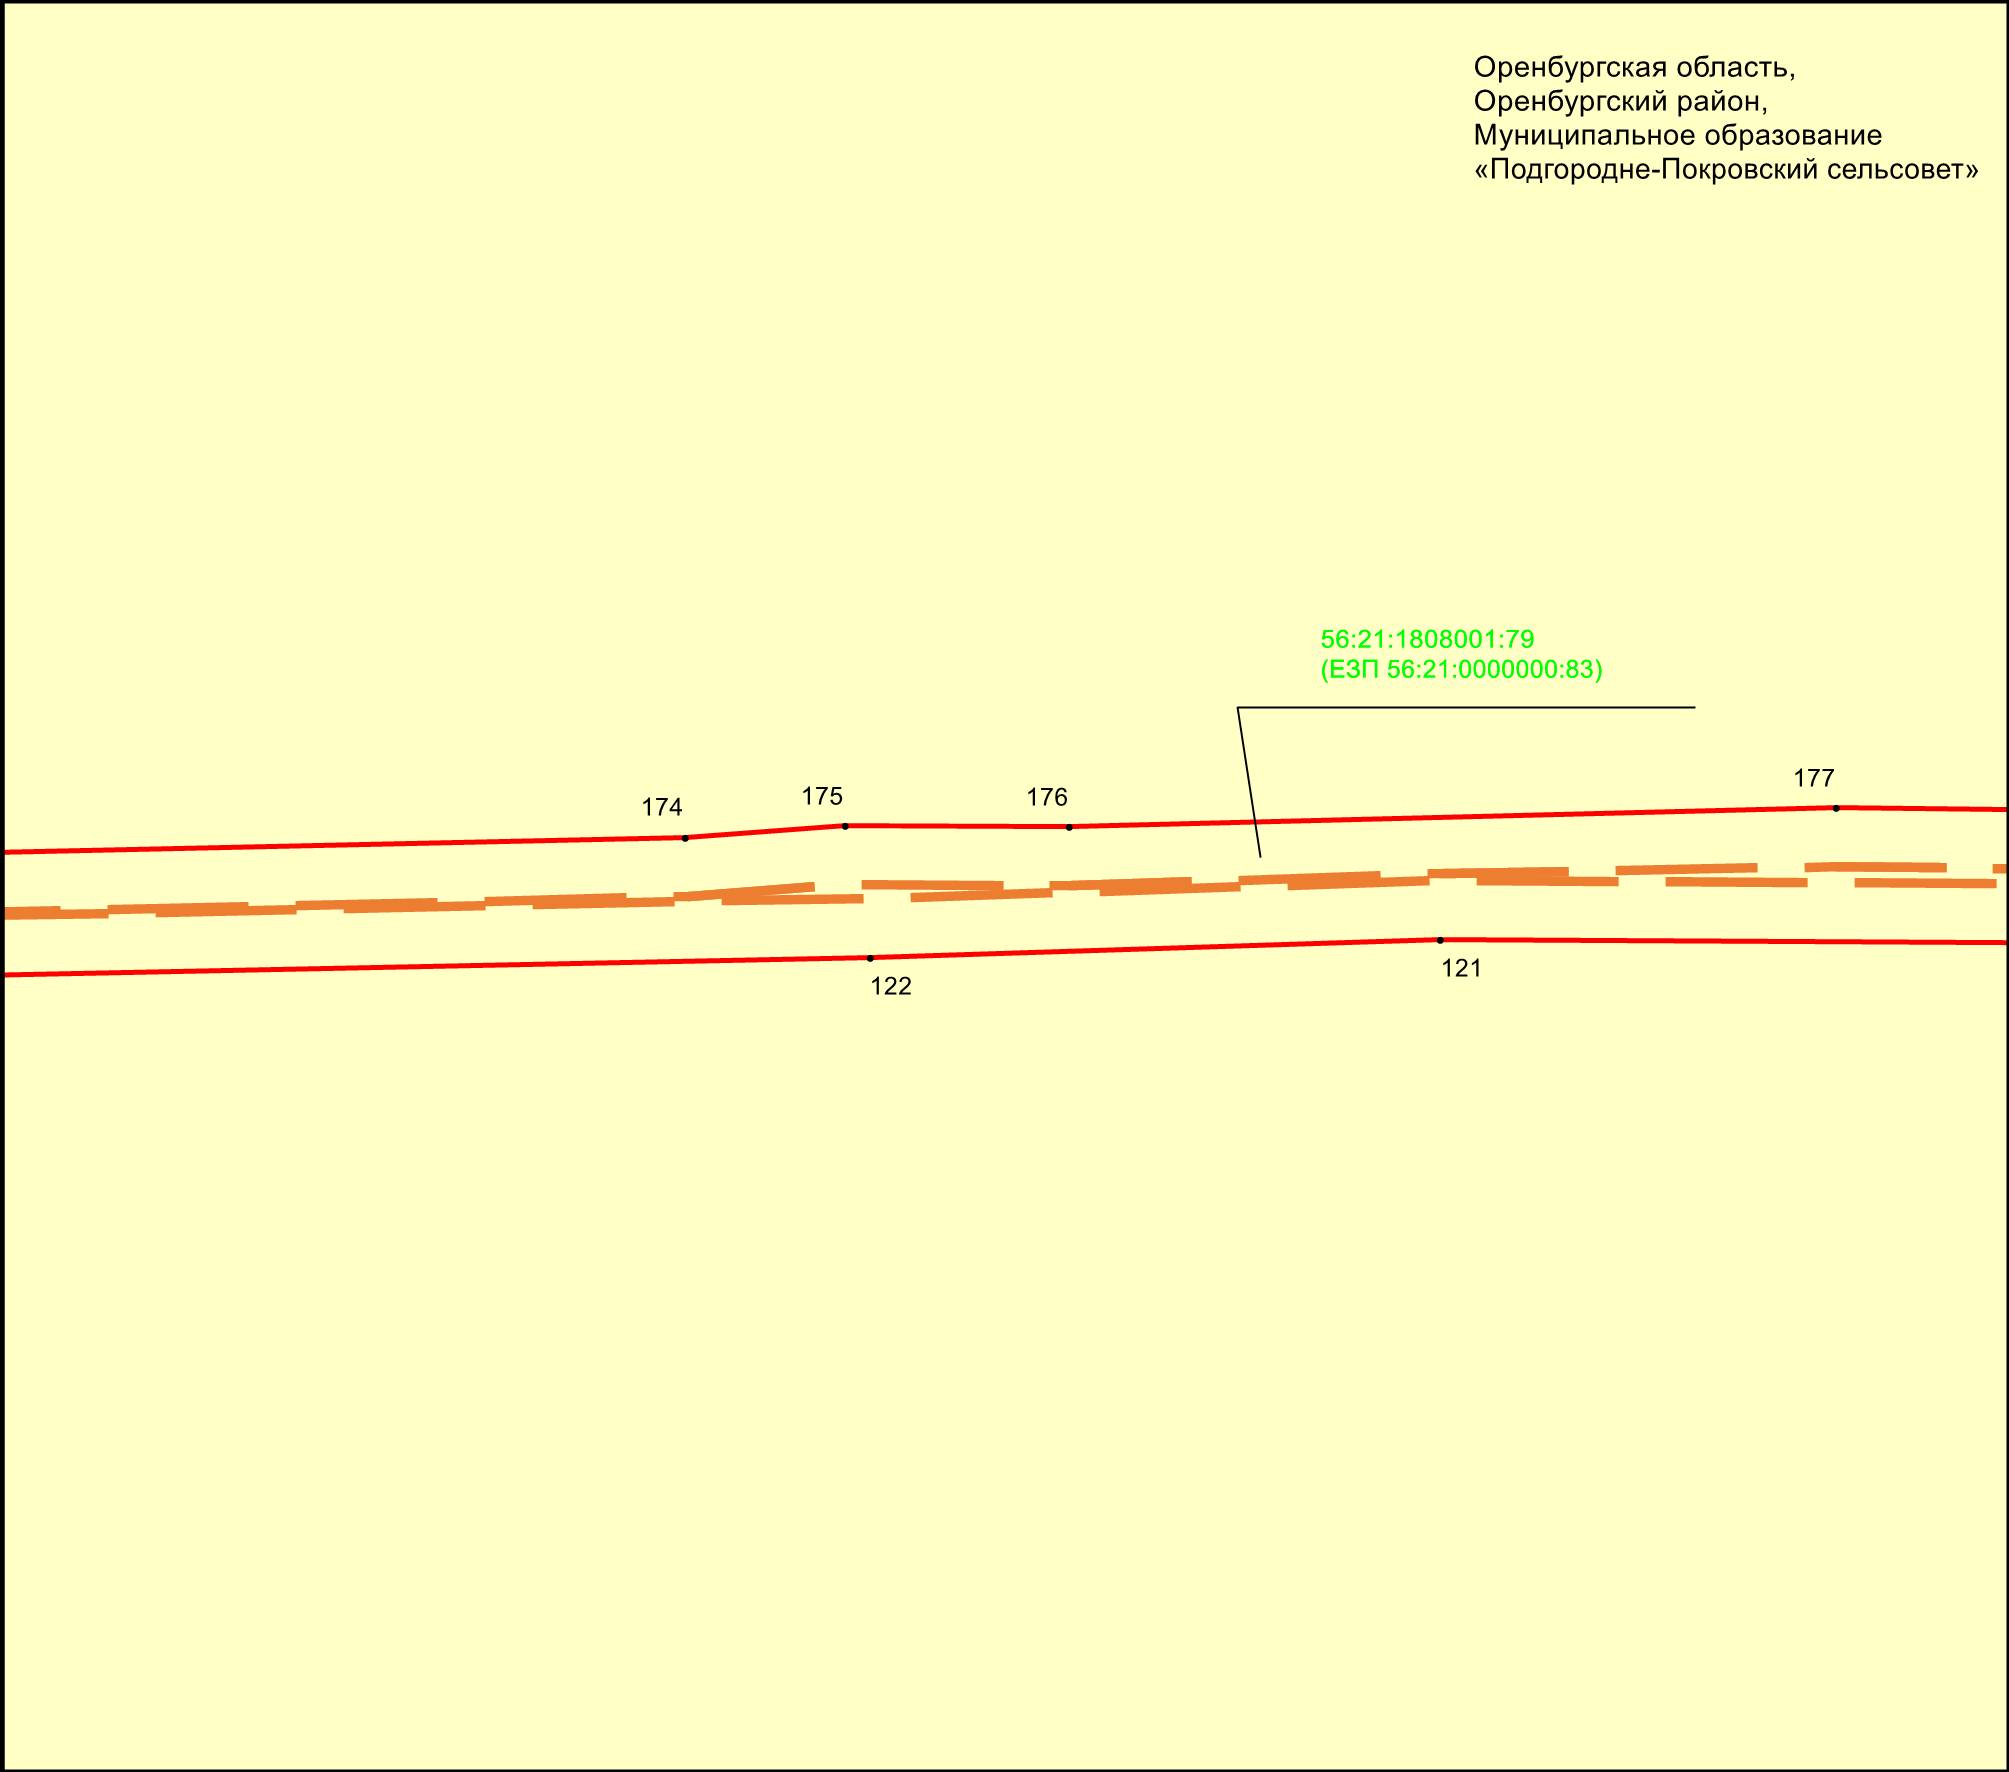 Оренбургская область,
Оренбургский район,
Муниципальное образование
«Подгородне-Покровский сельсовет»
56:21:1808001:79
(ЕЗП 56:21:0000000:83)
177
175
176
174
121
122